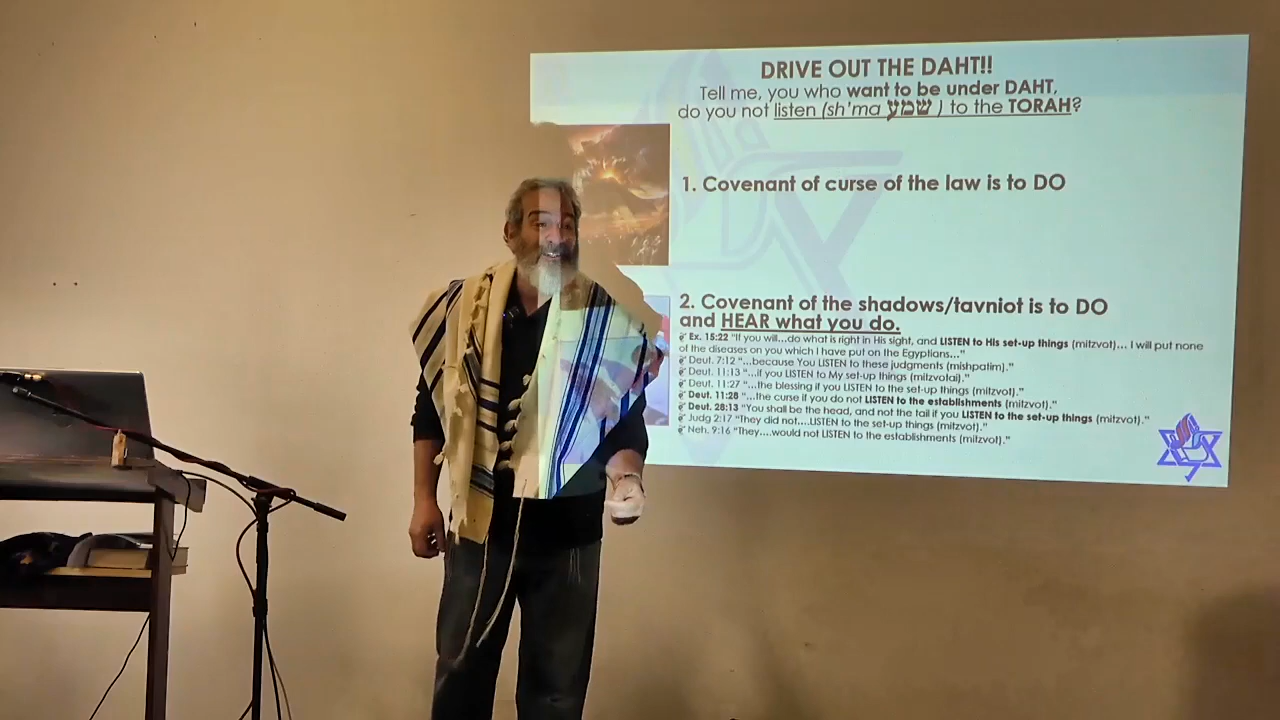 DRIVE OUT THE DAHT!!
Tell me, you who want to be under DAHT,
do you not listen (sh'ma שמע ) to the TORAH?
1. Covenant of curse of the law is to DO
2. Covenant of the shadows/tavniot is to DO
and HEAR what you do.
Ex. 15:22 "If you will...do what is right in His sight, and LISTEN to His set-up things (mitzvot)... I will put none
of the diseases on you which I have put on the Egyptians..."
Deut. 7:12 "...because You LISTEN to these judgments (mishpatim)."
Deut. 11:13 "...if you LISTEN to My set-up things (mitzvotai)."
Deut. 11:27 "...the blessing if you LISTEN to the set-up things (mitzvot)."
Deut. 11:28 "...the curse if you do not LISTEN to the establishments (mitzvot)."
Deut. 28:13 "You shall be the head, and not the tail if you LISTEN to the set-up things (mitzvot)."
Judg 2:17 "They did not....LISTEN to the set-up things (mitzvot)."
Neh. 9:16 "They....would not LISTEN to the establishments (mitzvot)."